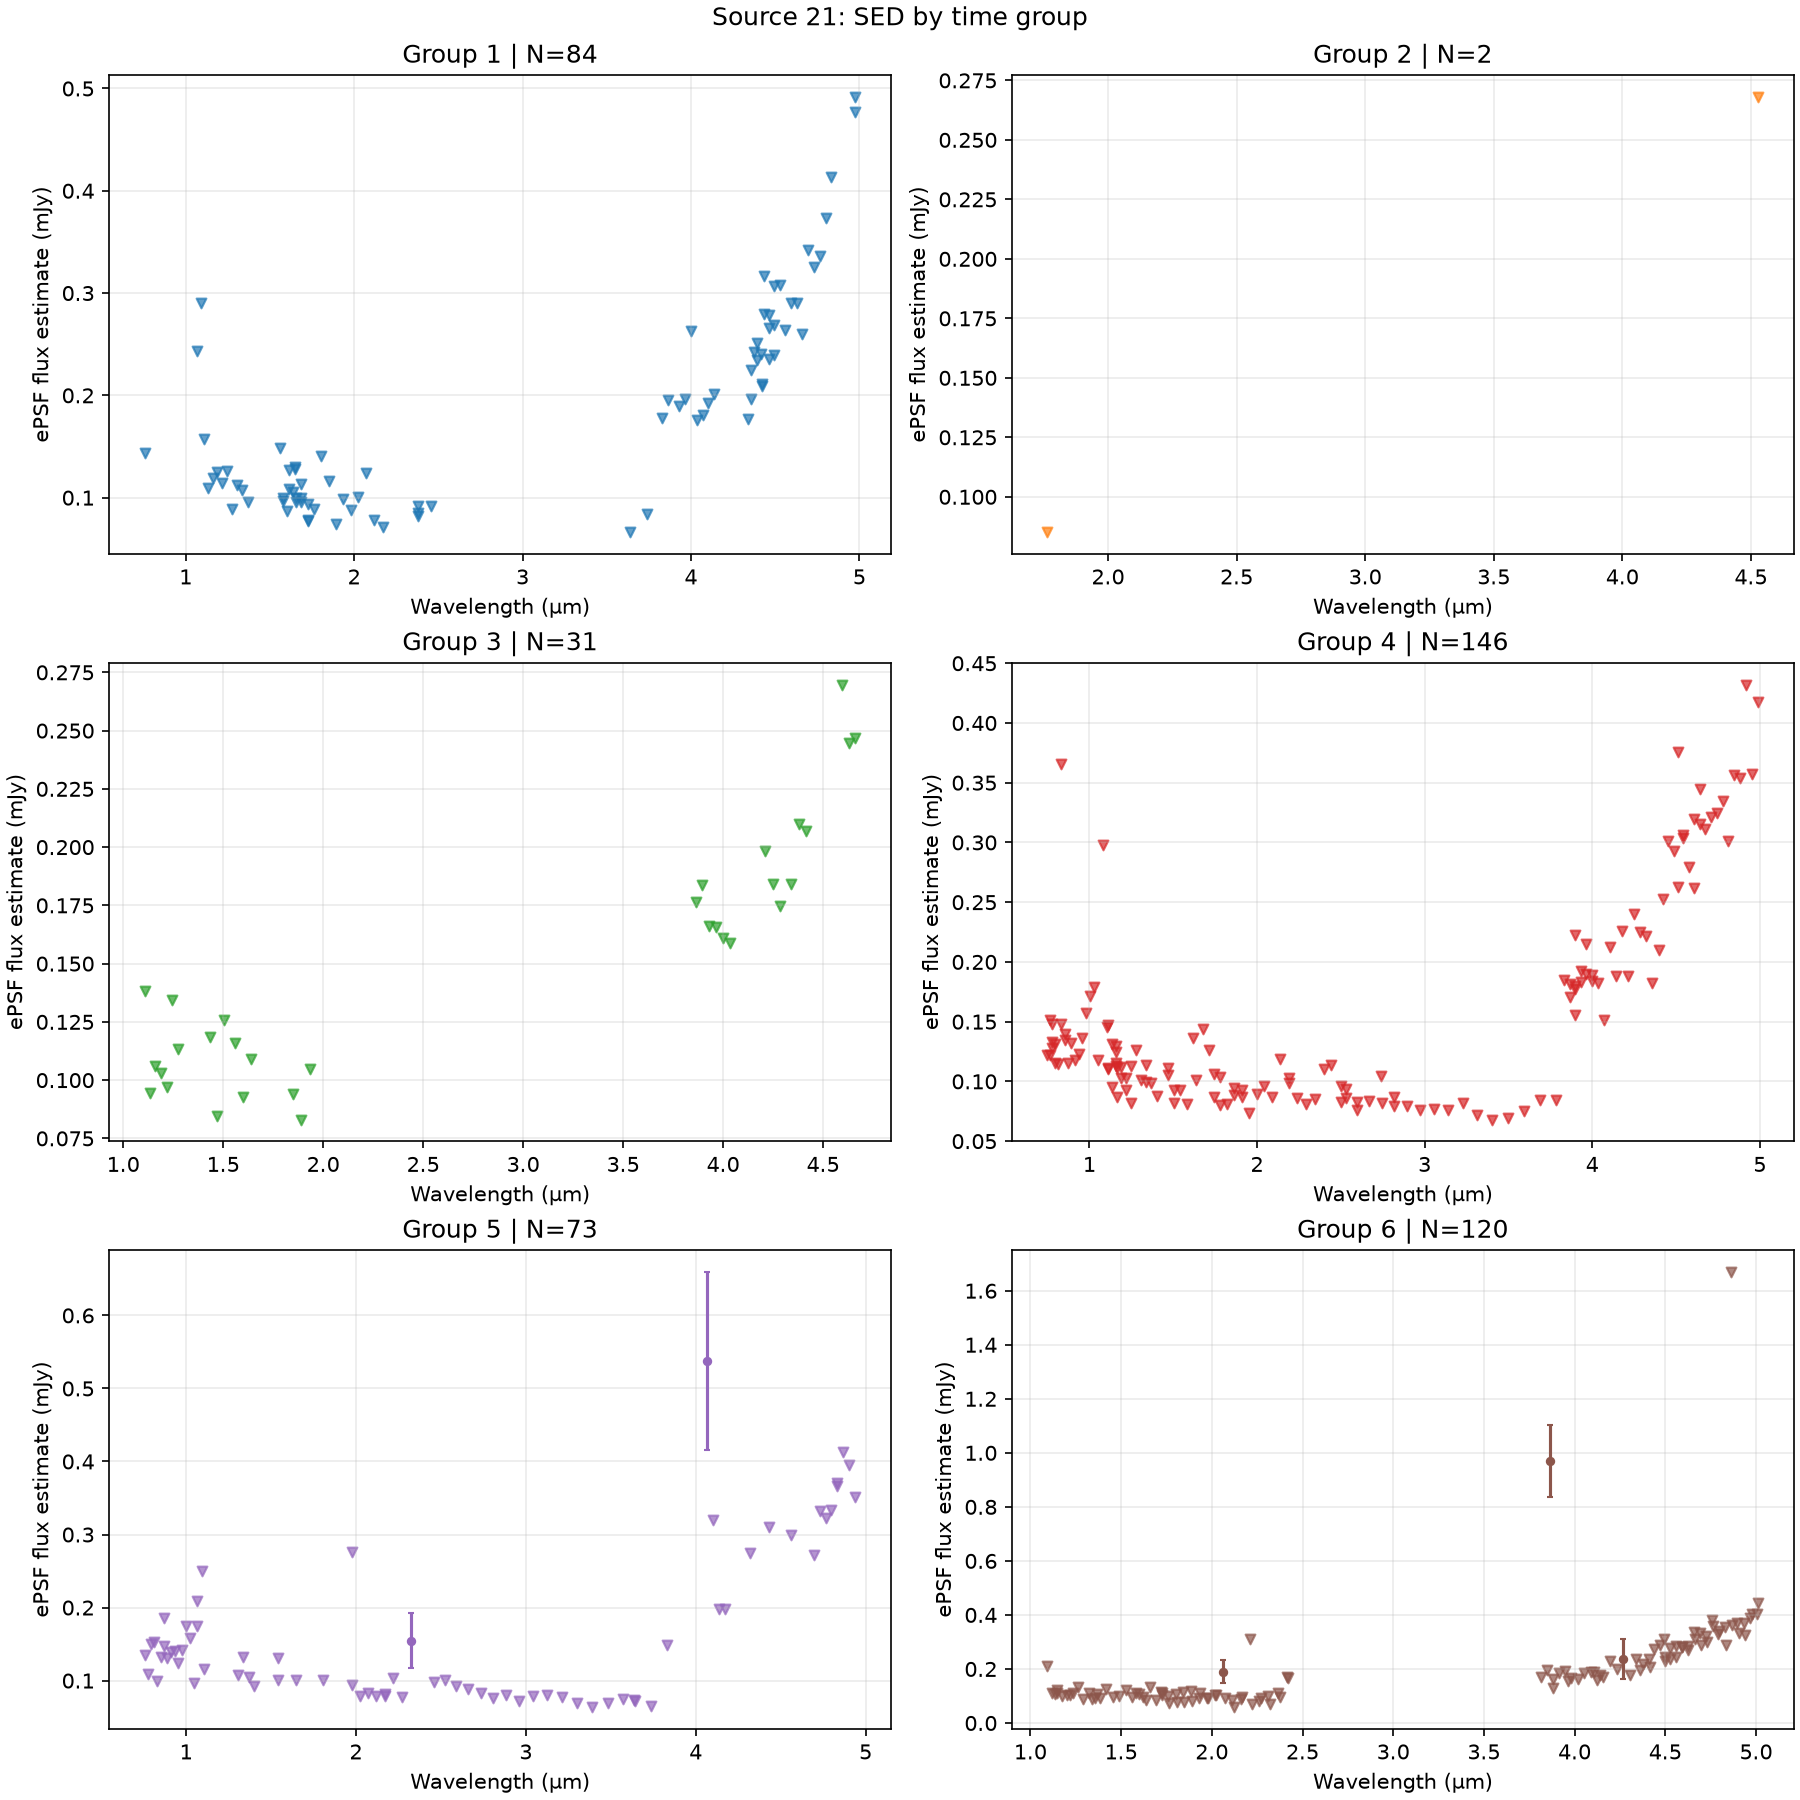 Source 21: SED by time group
Group 1 | N=84
0.5
0.4
0.3
0.2
0.1
ePSF flux estimate (mJy)
1 2 3 4 5
Wavelength (μm)
Group 2 | N=2
0.275
0.250
0.225
0.200
0.175
0.150
0.125
0.100
ePSF flux estimate (mJy)
2.0 2.5 3.0 3.5 4.0 4.5
Wavelength (μm)
Group 3 | N=31
0.275
0.250
0.225
0.200
0.175
0.150
0.125
0.100
0.075
ePSF flux estimate (mJy)
1.0 1.5 2.0 2.5 3.0 3.5 4.0 4.5
Wavelength (μm)
Group 4 | N=146
0.45
0.40
0.35
0.30
0.25
0.20
0.15
0.10
0.05
ePSF flux estimate (mJy)
1 2 3 4 5
Wavelength (μm)
Group 5 | N=73
0.6
0.5
0.4
0.3
0.2
0.1
ePSF flux estimate (mJy)
1 2 3 4 5
Wavelength (μm)
Group 6 | N=120
1.6
1.4
1.2
1.0
0.8
0.6
0.4
0.2
0.0
ePSF flux estimate (mJy)
1.0 1.5 2.0 2.5 3.0 3.5 4.0 4.5 5.0
Wavelength (μm)